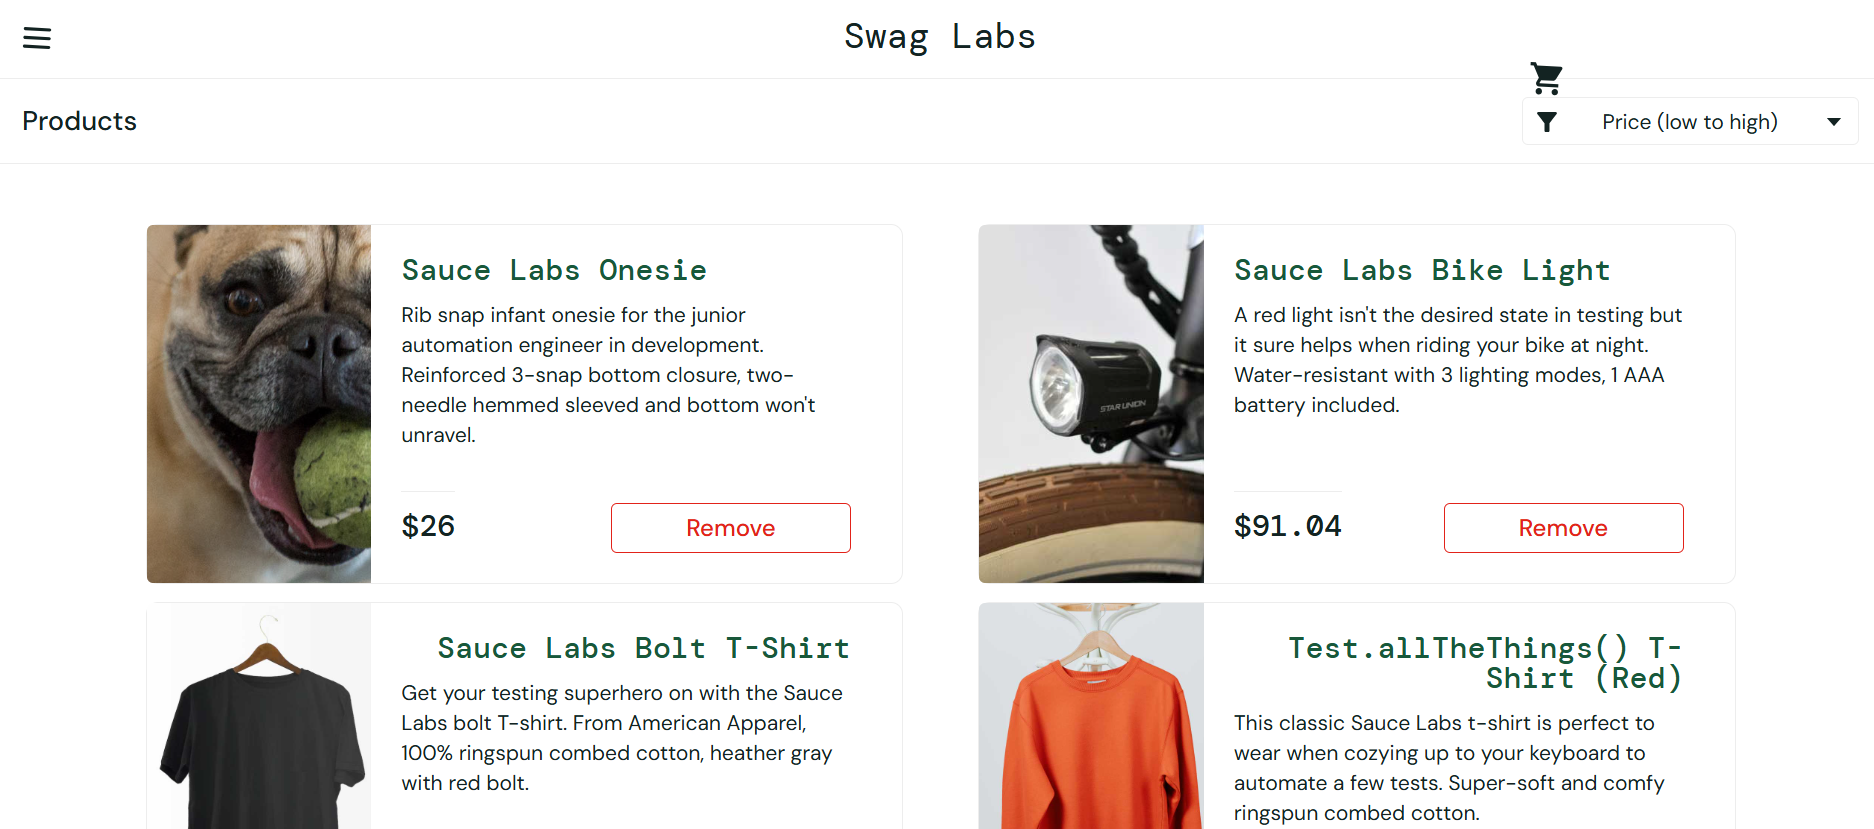 Swag Labs
Products
Price (low to high)
Sauce Labs Onesie
Rib snap infant onesie for the junior
automation engineer in development.
Reinforced 3-snap bottom closure, two-
needle hemmed sleeved and bottom won't
unravel.
$26
Remove
Sauce Labs Bike Light
A red light isn't the desired state in testing but
it sure helps when riding your bike at night.
Water-resistant with 3 lighting modes, 1 AAA
battery included.
STAR UNION
$91.04
Remove
Sauce Labs Bolt T-Shirt
Get your testing superhero on with the Sauce
Labs bolt T-shirt. From American Apparel,
100% ringspun combed cotton, heather gray
with red bolt.
Test.allTheThings() T-
Shirt (Red)
This classic Sauce Labs t-shirt is perfect to
wear when cozying up to your keyboard to
automate a few tests. Super-soft and comfy
ringspun combed cotton.